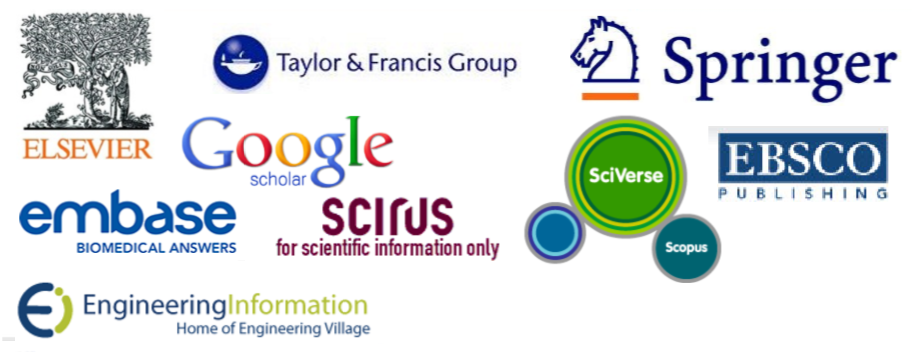 ELSEVIER
Taylor & Francis Group
Springer
Google
scholar
SciVerse
Scopus
EBSCO
PUBLISHING
embase
BIOMEDICAL ANSWERS
scirus
for scientific information only
Ei EngineeringInformation
Home of Engineering Village